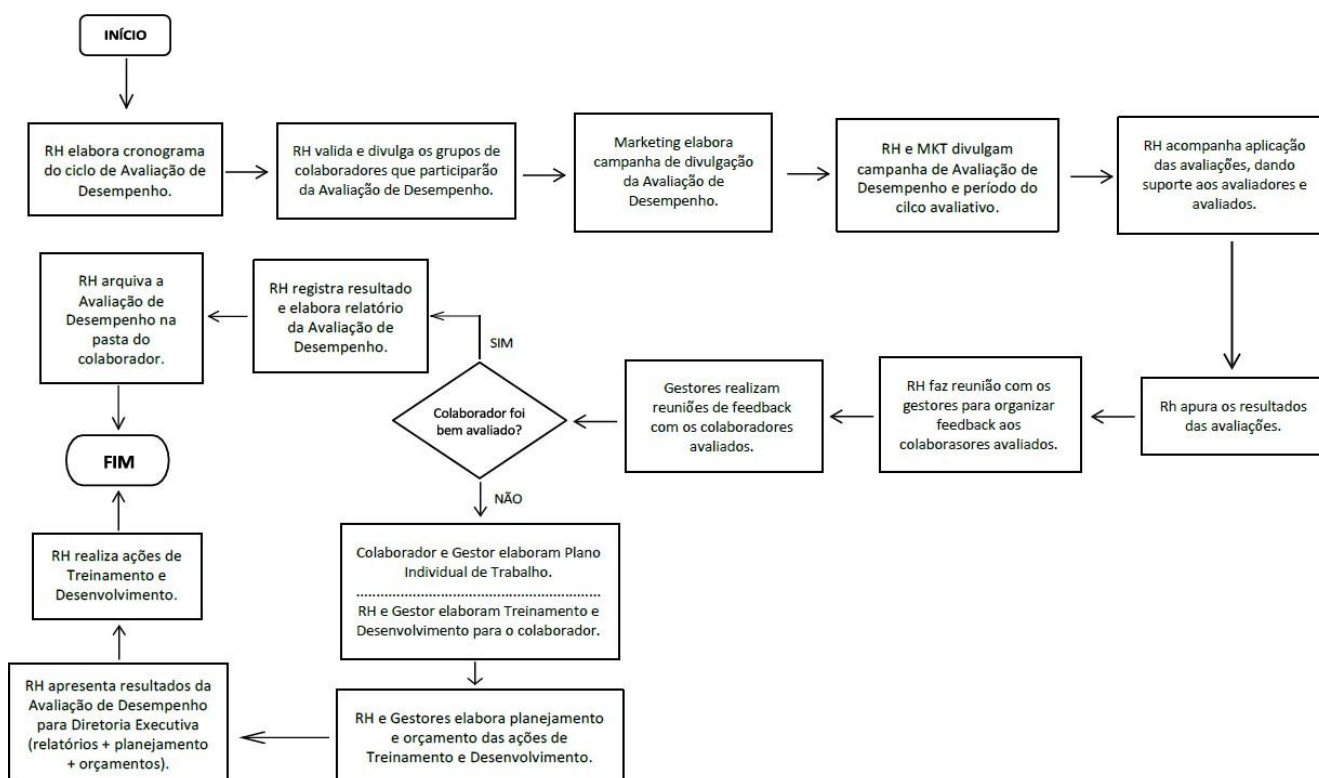 INÍCIO
RH elabora cronograma
do ciclo de Avaliação de
Desempenho.
RH valida e divulga os grupos de
colaboradores que participarão
da Avaliação de Desempenho.
Marketing elabora
campanha de divulgação
da Avaliação de
Desempenho.
RH e MKT divulgam
campanha de Avaliação de
Desempenho e período do
cilco avaliativo.
RH acompanha aplicação
das avaliações, dando
suporte aos avaliadores e
avaliados.
Rh apura os resultados
das avaliações.
RH faz reunião com os
gestores para organizar
feedback aos
colaborasores avaliados.
Gestores realizam
reuniões de feedback
com os colaboradores
avaliados.
Colaborador foi
bem avaliado?
SIM
RH registra resultado
e elabora relatório
da Avaliação de
Desempenho.
RH arquiva a
Avaliação de
Desempenho na
pasta do
colaborador.
FIM
NÃO
Colaborador e Gestor elaboram Plano
Individual de Trabalho.
RH e Gestor elaboram Treinamento e
Desenvolvimento para o colaborador.
RH e Gestores elabora planejamento
e orçamento das ações de
Treinamento e Desenvolvimento.
RH apresenta resultados da
Avaliação de Desempenho
para Diretoria Executiva
(relatórios + planejamento
+ orçamentos).
RH realiza ações de
Treinamento e
Desenvolvimento.